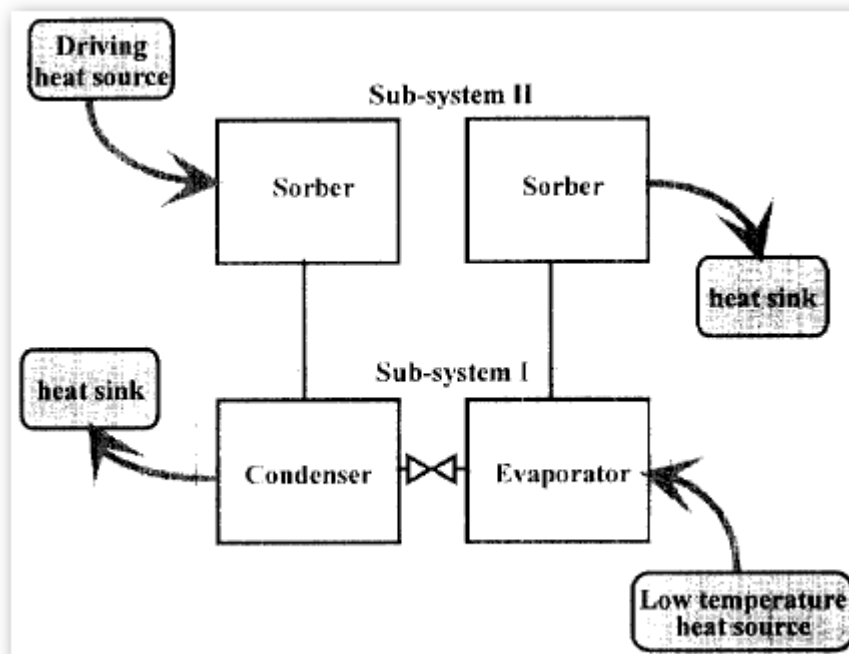 Driving
heat source
Sub-system II
Sorber
Sorber
heat sink
heat sink
Sub-system I
Condenser
Evaporator
Low temperature
heat source